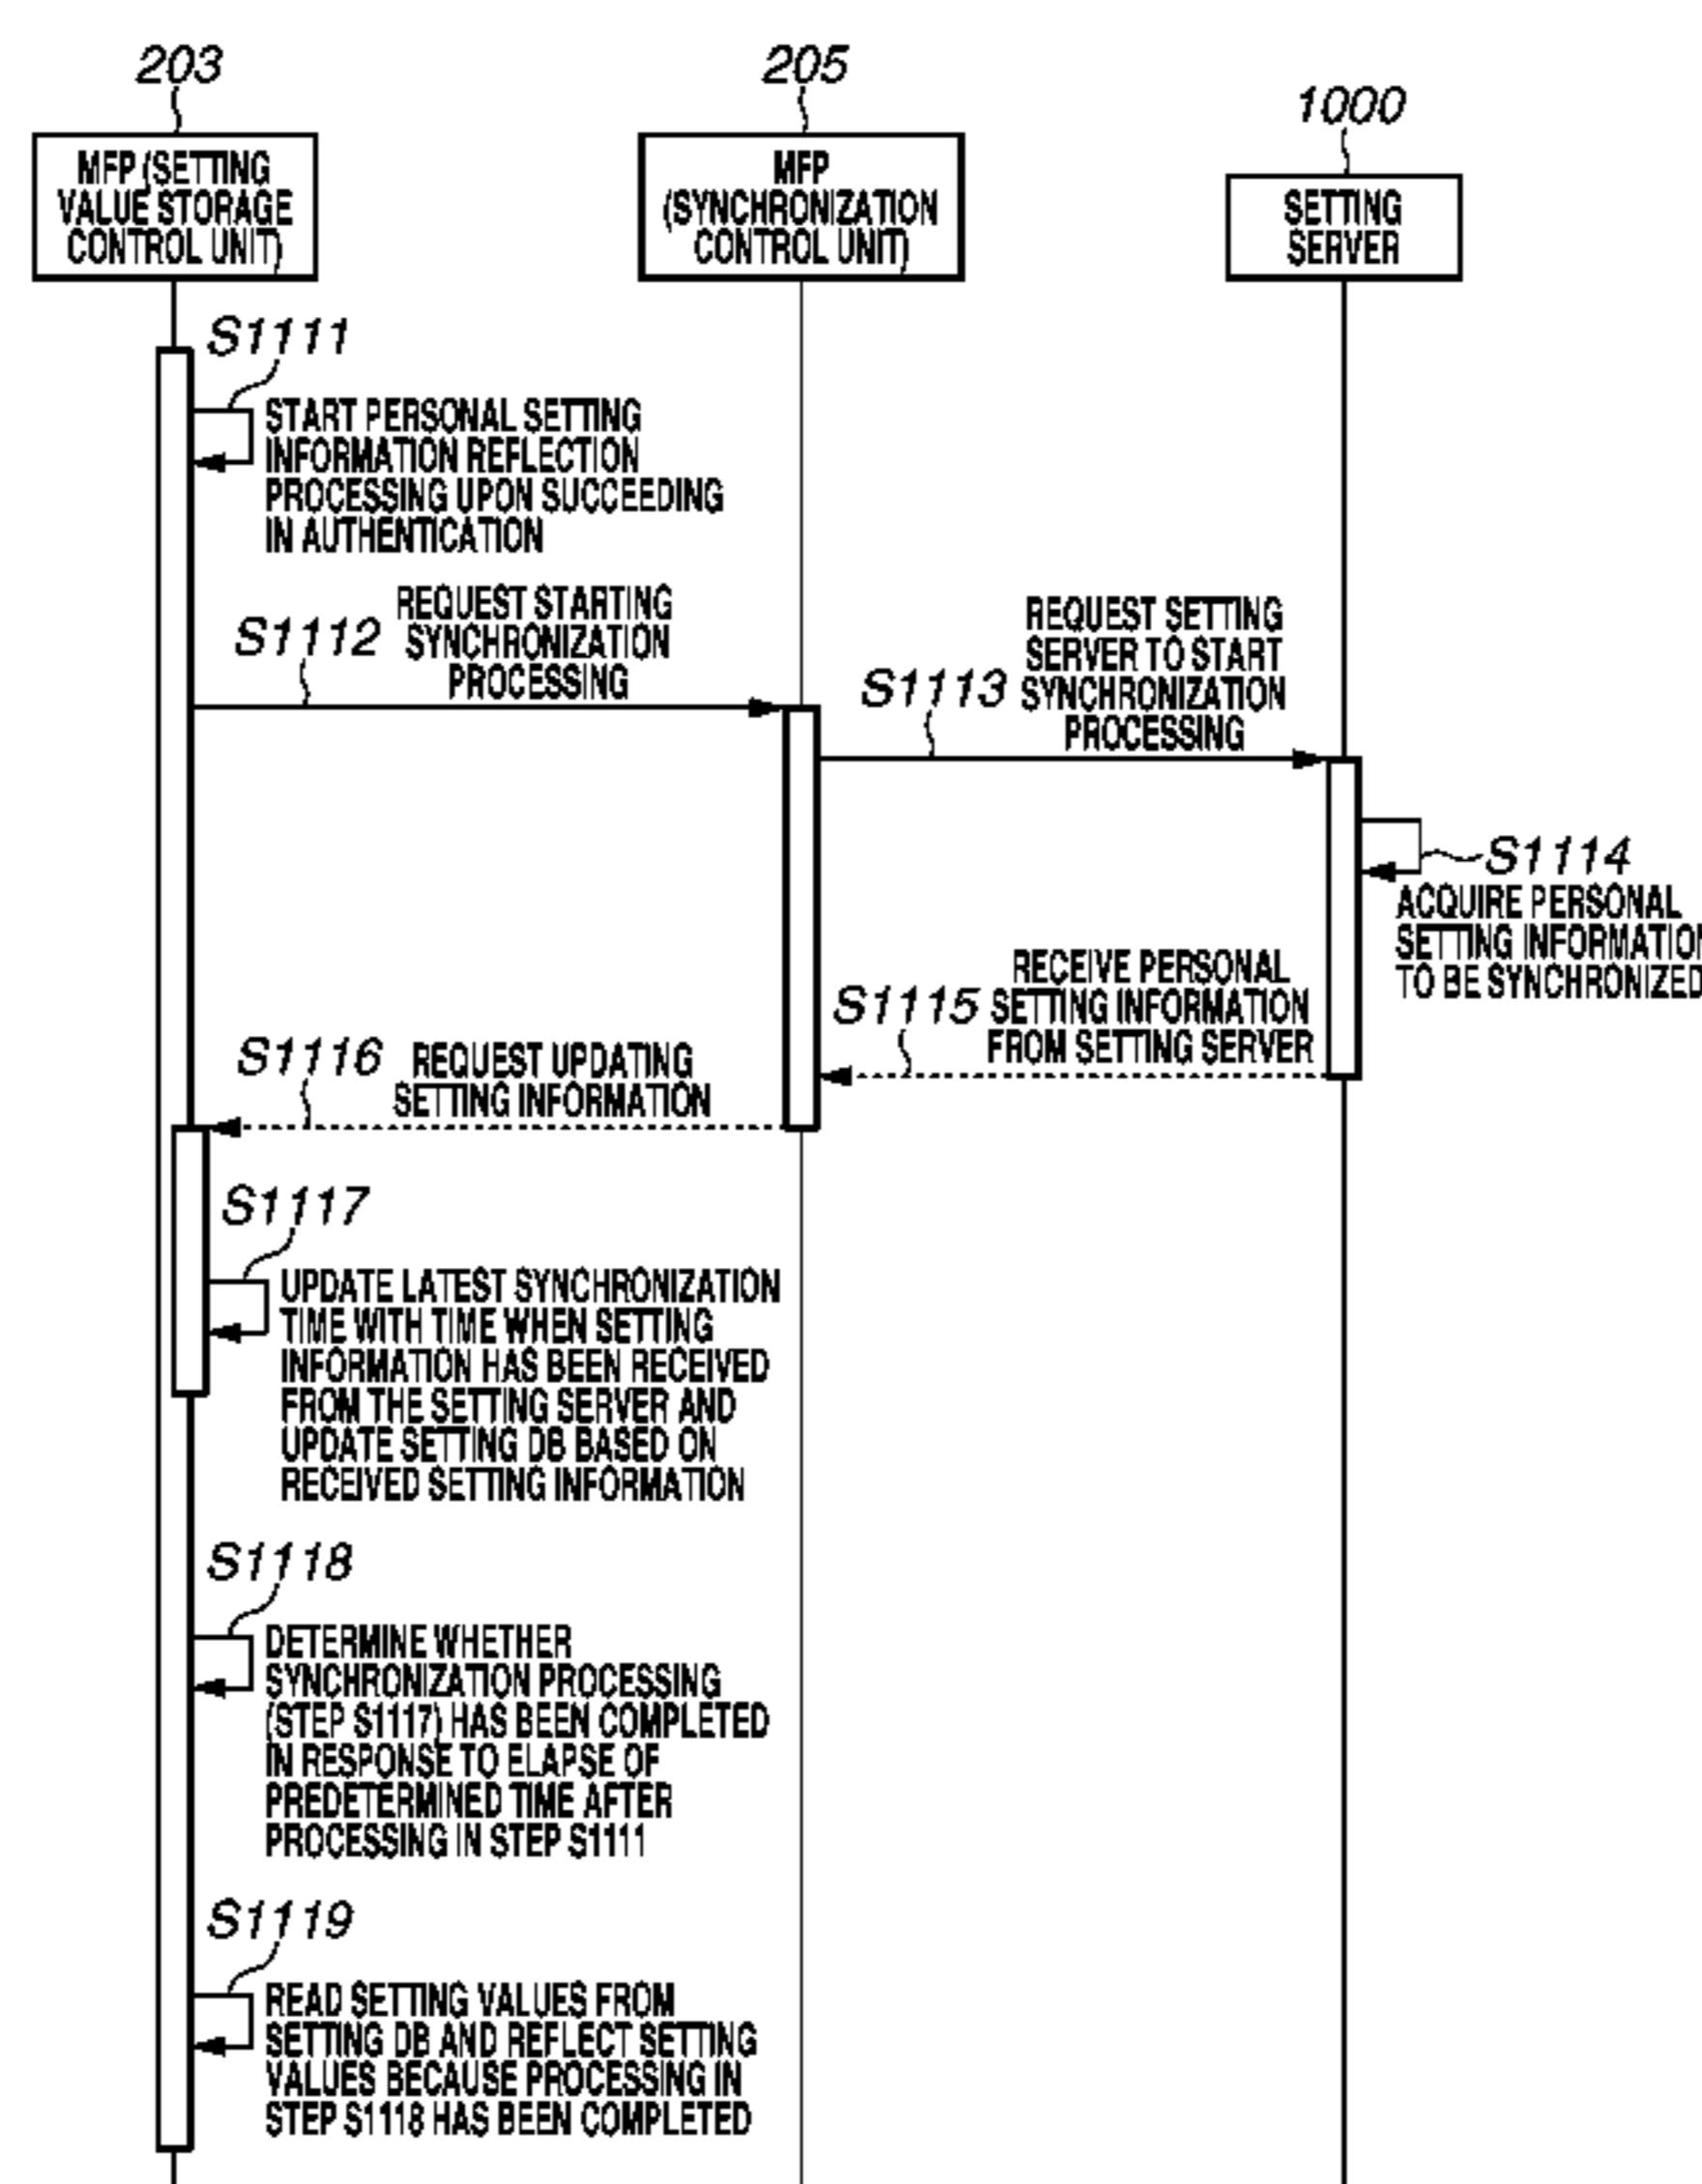 203
205
1000
MFP (SETTING
VALUE STORAGE
CONTROL UNIT)
MFP
(SYNCHRONIZATION
CONTROL UNIT)
SETTING
SERVER
S1111
START PERSONAL SETTING
INFORMATION REFLECTION
PROCESSING UPON SUCCEEDING
IN AUTHENTICATION
S1112
REQUEST STARTING
SYNCHRONIZATION
PROCESSING
S1113
REQUEST SETTING
SERVER TO START
SYNCHRONIZATION
PROCESSING
S1114
ACQUIRE PERSONAL
SETTING INFORMATION
TO BE SYNCHRONIZED
S1115
RECEIVE PERSONAL
SETTING INFORMATION
FROM SETTING SERVER
S1116
REQUEST UPDATING
SETTING INFORMATION
S1117
UPDATE LATEST SYNCHRONIZATION
TIME WITH TIME WHEN SETTING
INFORMATION HAS BEEN RECEIVED
FROM THE SETTING SERVER AND
UPDATE SETTING DB BASED ON
RECEIVED SETTING INFORMATION
S1118
DETERMINE WHETHER
SYNCHRONIZATION PROCESSING
(STEP S1117) HAS BEEN COMPLETED
IN RESPONSE TO ELAPSE OF
PREDETERMINED TIME AFTER
PROCESSING IN STEP S1111
S1119
READ SETTING VALUES FROM
SETTING DB AND REFLECT SETTING
VALUES BECAUSE PROCESSING IN
STEP S1118 HAS BEEN COMPLETED